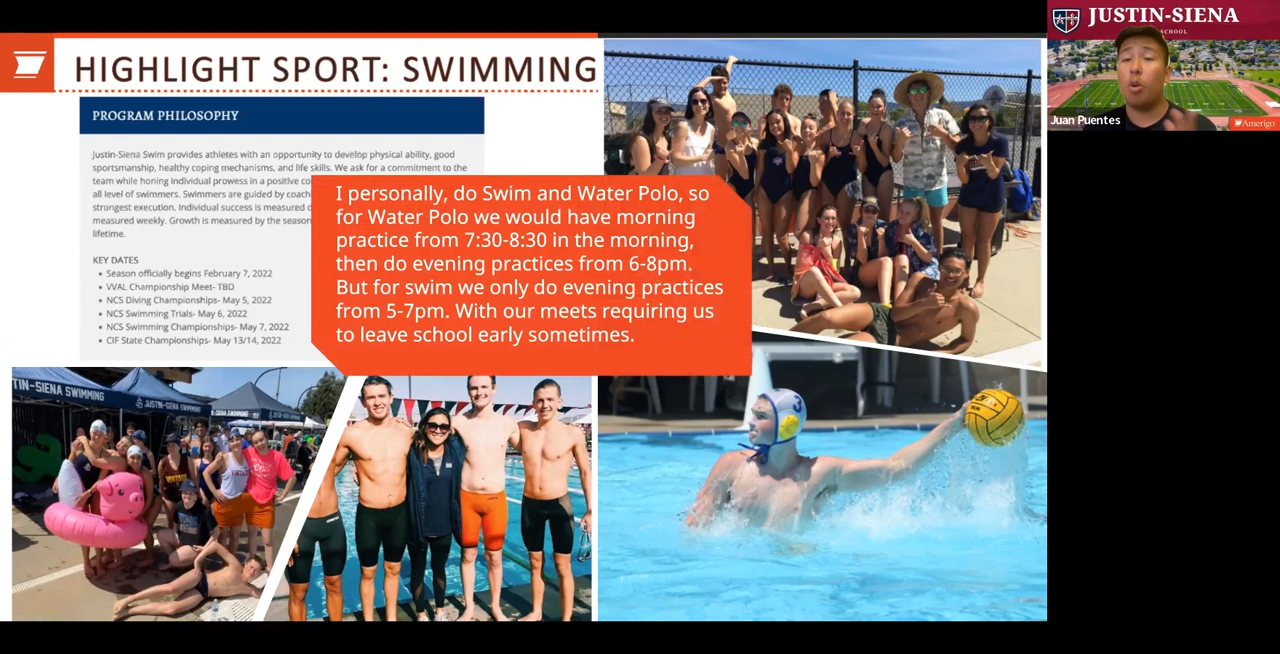 HIGHLIGHT SPORT: SWIMMING
PROGRAM PHILOSOPHY
Justin-Siena Swim provides athletes with an opportunity to develop physical ability, good
sportsmanship, healthy coping mechanisms, and life skills. We ask for a commitment to the
team while honing individual prowess in a positive
all level of swimmers. Swimmers are guided by
strongest execution. Individual success is measured
measured weekly. Growth is measured by the season
lifetime.
KEY DATES
• Season officially begins February 7, 2022
• VVAL Championship Meet- TBD
• NCS Diving Championships- May 5, 2022
• NCS Swimming Trials- May 6, 2022
• NCS Swimming Championships- May 7, 2022
• CIF State Championships- May 13/14, 2022
I personally, do Swim and Water Polo, so
for Water Polo we would have morning
practice from 7:30-8:30 in the morning,
then do evening practices from 6-8pm.
But for swim we only do evening practices
from 5-7pm. With our meets requiring us
to leave school early sometimes.
JUSTIN-SIENA
SCHOOL
Juan Puentes
Amerigo
TIN-SIENA SWIMMING
JUSTIN-SIENA SWIMMING